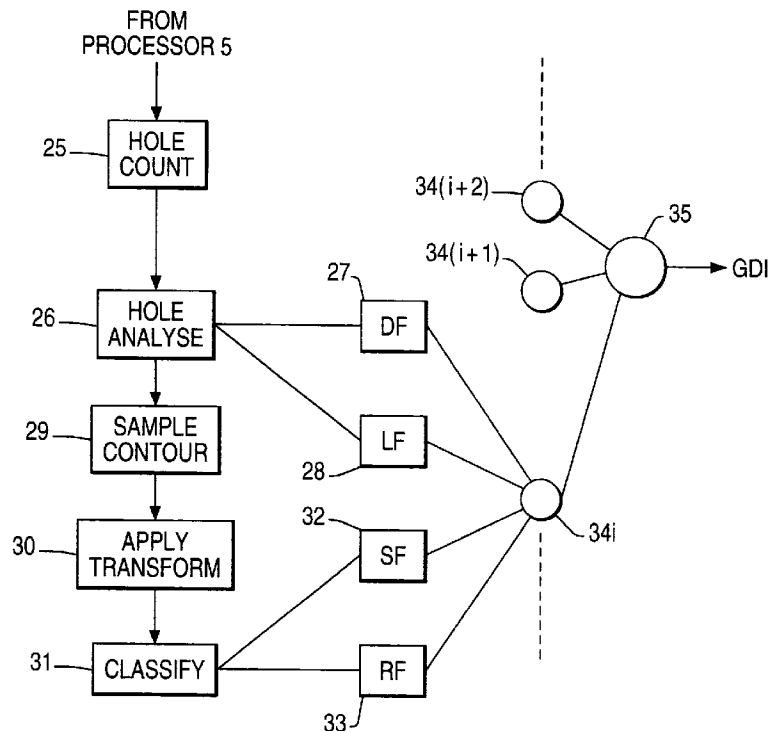 FROM
PROCESSOR 5
25
HOLE
COUNT
34(i+2)
35
34(i+1)
GDI
27
26
HOLE
ANALYSE
DF
29
SAMPLE
CONTOUR
LF
28
32
34i
30
APPLY
TRANSFORM
SF
31
CLASSIFY
RF
33